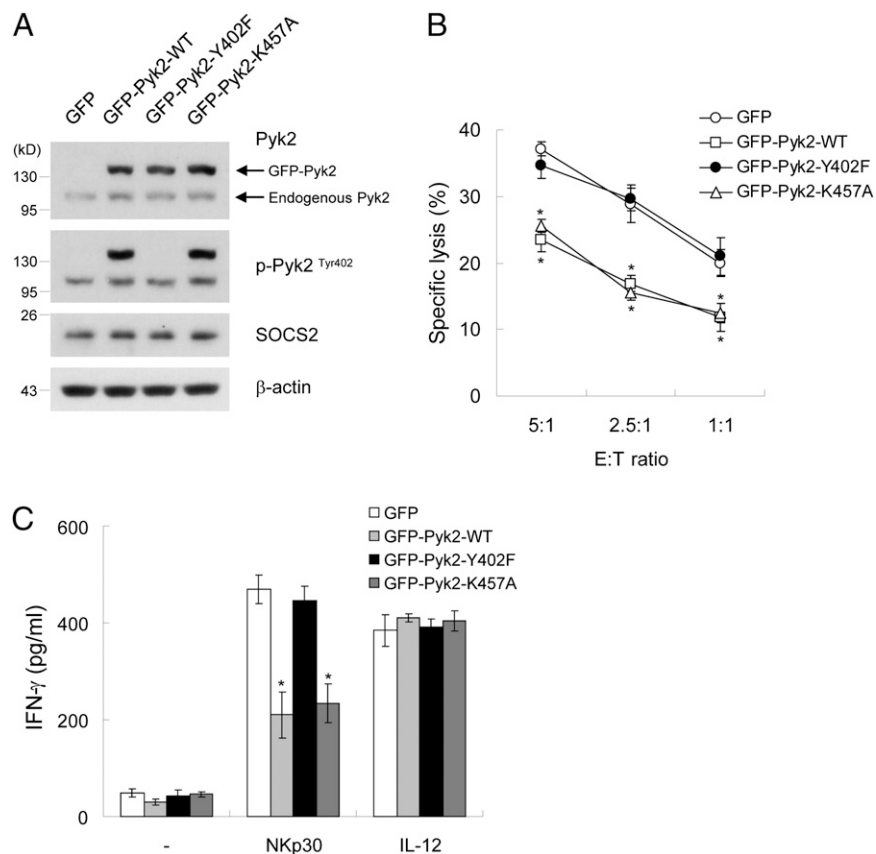 A
GFP
GFP-Pyk2-WT
GFP-Pyk2-Y402F
GFP-Pyk2-K457A
(kD)
Pyk2
130
GFP-Pyk2
95
Endogenous Pyk2
130
p-Pyk2 Tyr402
95
26
SOCS2
43
β-actin
B
GFP
GFP-Pyk2-WT
GFP-Pyk2-Y402F
GFP-Pyk2-K457A
Specific lysis (%)
40
30
20
10
0
* * * * * *
5:1 2.5:1 1:1
E:T ratio
C
GFP
GFP-Pyk2-WT
GFP-Pyk2-Y402F
GFP-Pyk2-K457A
IFN-γ (pg/ml)
600
400
200
0
* *
- NKp30 IL-12